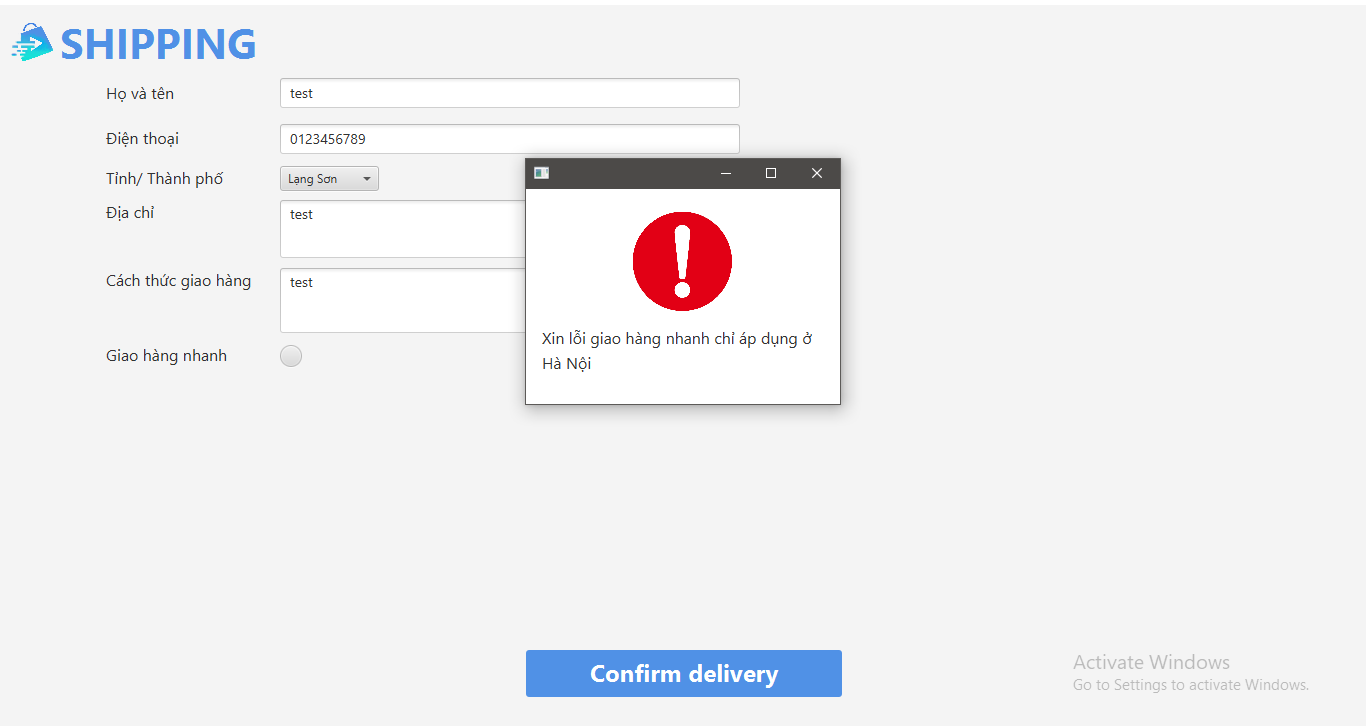 SHIPPING
Họ và tên
test
Điện thoại
0123456789
Tỉnh/ Thành phố
Lạng Sơn
Địa chỉ
test
Cách thức giao hàng
test
Giao hàng nhanh
Xin lỗi giao hàng nhanh chỉ áp dụng ở
Hà Nội
Confirm delivery
Activate Windows
Go to Settings to activate Windows.